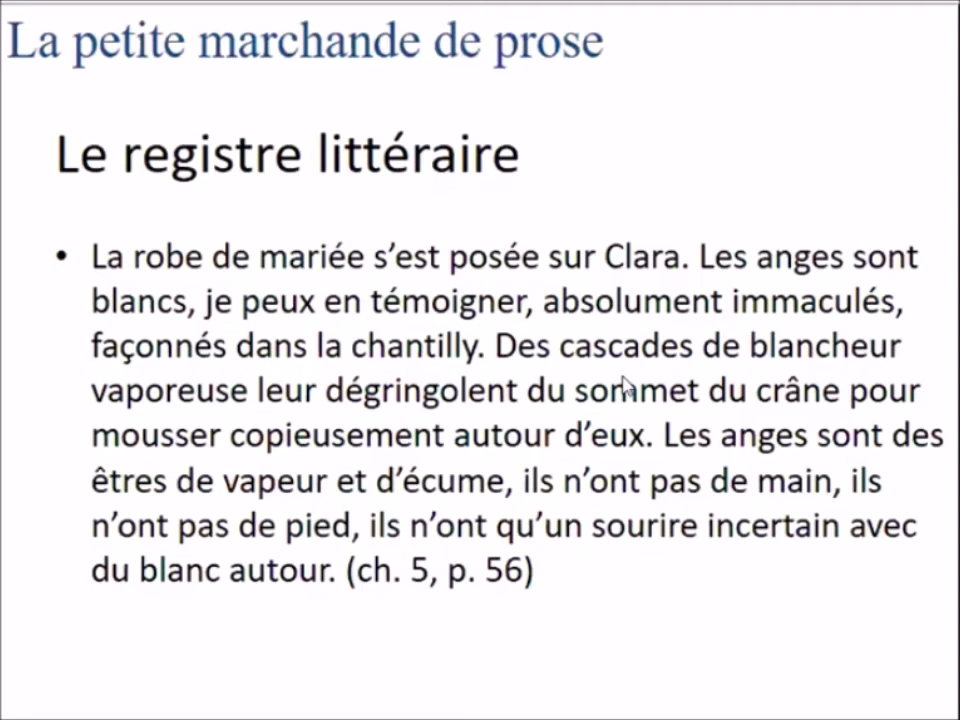 La petite marchande de prose
Le registre littéraire
• La robe de mariée s’est posée sur Clara. Les anges sont
blancs, je peux en témoigner, absolument immaculés,
façonnés dans la chantilly. Des cascades de blancheur
vaporeuse leur dégringolent du sommet du crâne pour
mousser copieusement autour d’eux. Les anges sont des
êtres de vapeur et d’écume, ils n’ont pas de main, ils
n’ont pas de pied, ils n’ont qu’un sourire incertain avec
du blanc autour. (ch. 5, p. 56)